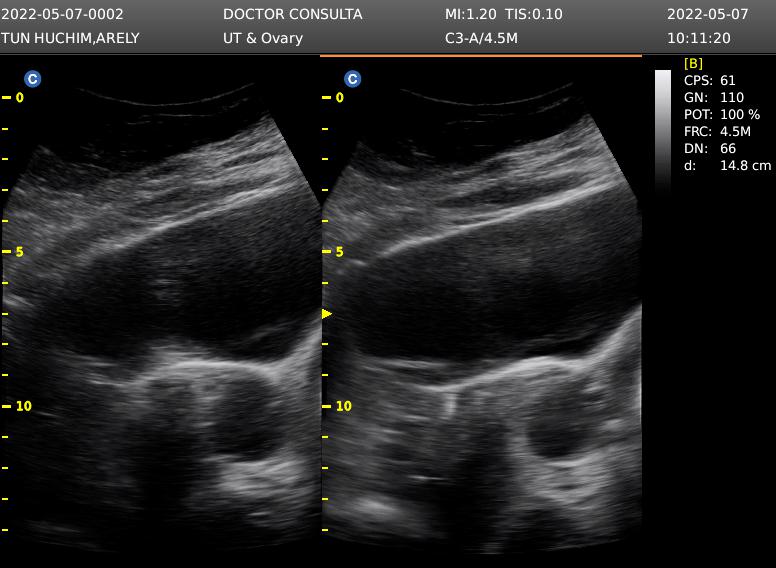 2022-05-07-0002 DOCTOR CONSULTA MI:1.20 TIS:0.10 2022-05-07
TUN HUCHIM,ARELY UT & Ovary C3-A/4.5M 10:11:20
C C [B]
0 0 CPS: 61
GN: 110
POT: 100 %
FRC: 4.5M
DN: 66
d: 14.8 cm
5 5
10 10